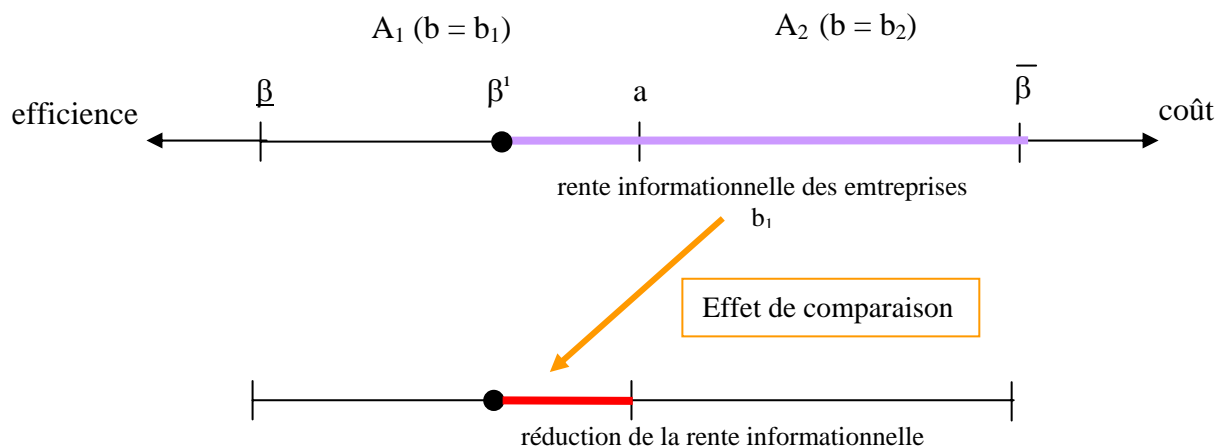 A₁ (b = b₁)
A₂ (b = b₂)
efficience
β̲
β¹
a
β̅
coût
rente informationnelle des emtreprises
b₁
Effet de comparaison
réduction de la rente informationnelle